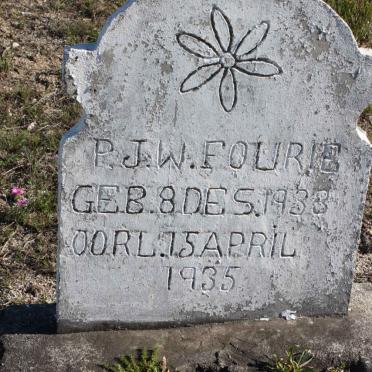 P.J.W. FOURIE
GEB. 8 DES. 1933
OORL. 15 APRIL
1935